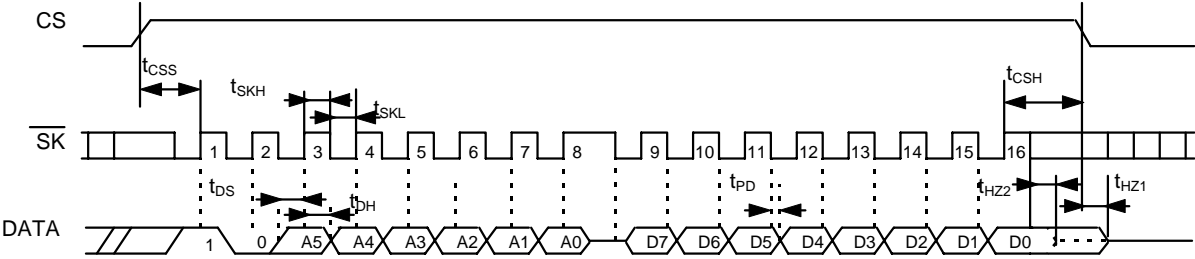 CS
tCSS
tSKH
tSKL
tCSH
SK
1 2 3 4 5 6 7 8 9 10 11 12 13 14 15 16
tDS
tDH
tPD
tHZ2
tHZ1
DATA
1 0 A5 A4 A3 A2 A1 A0 D7 D6 D5 D4 D3 D2 D1 D0